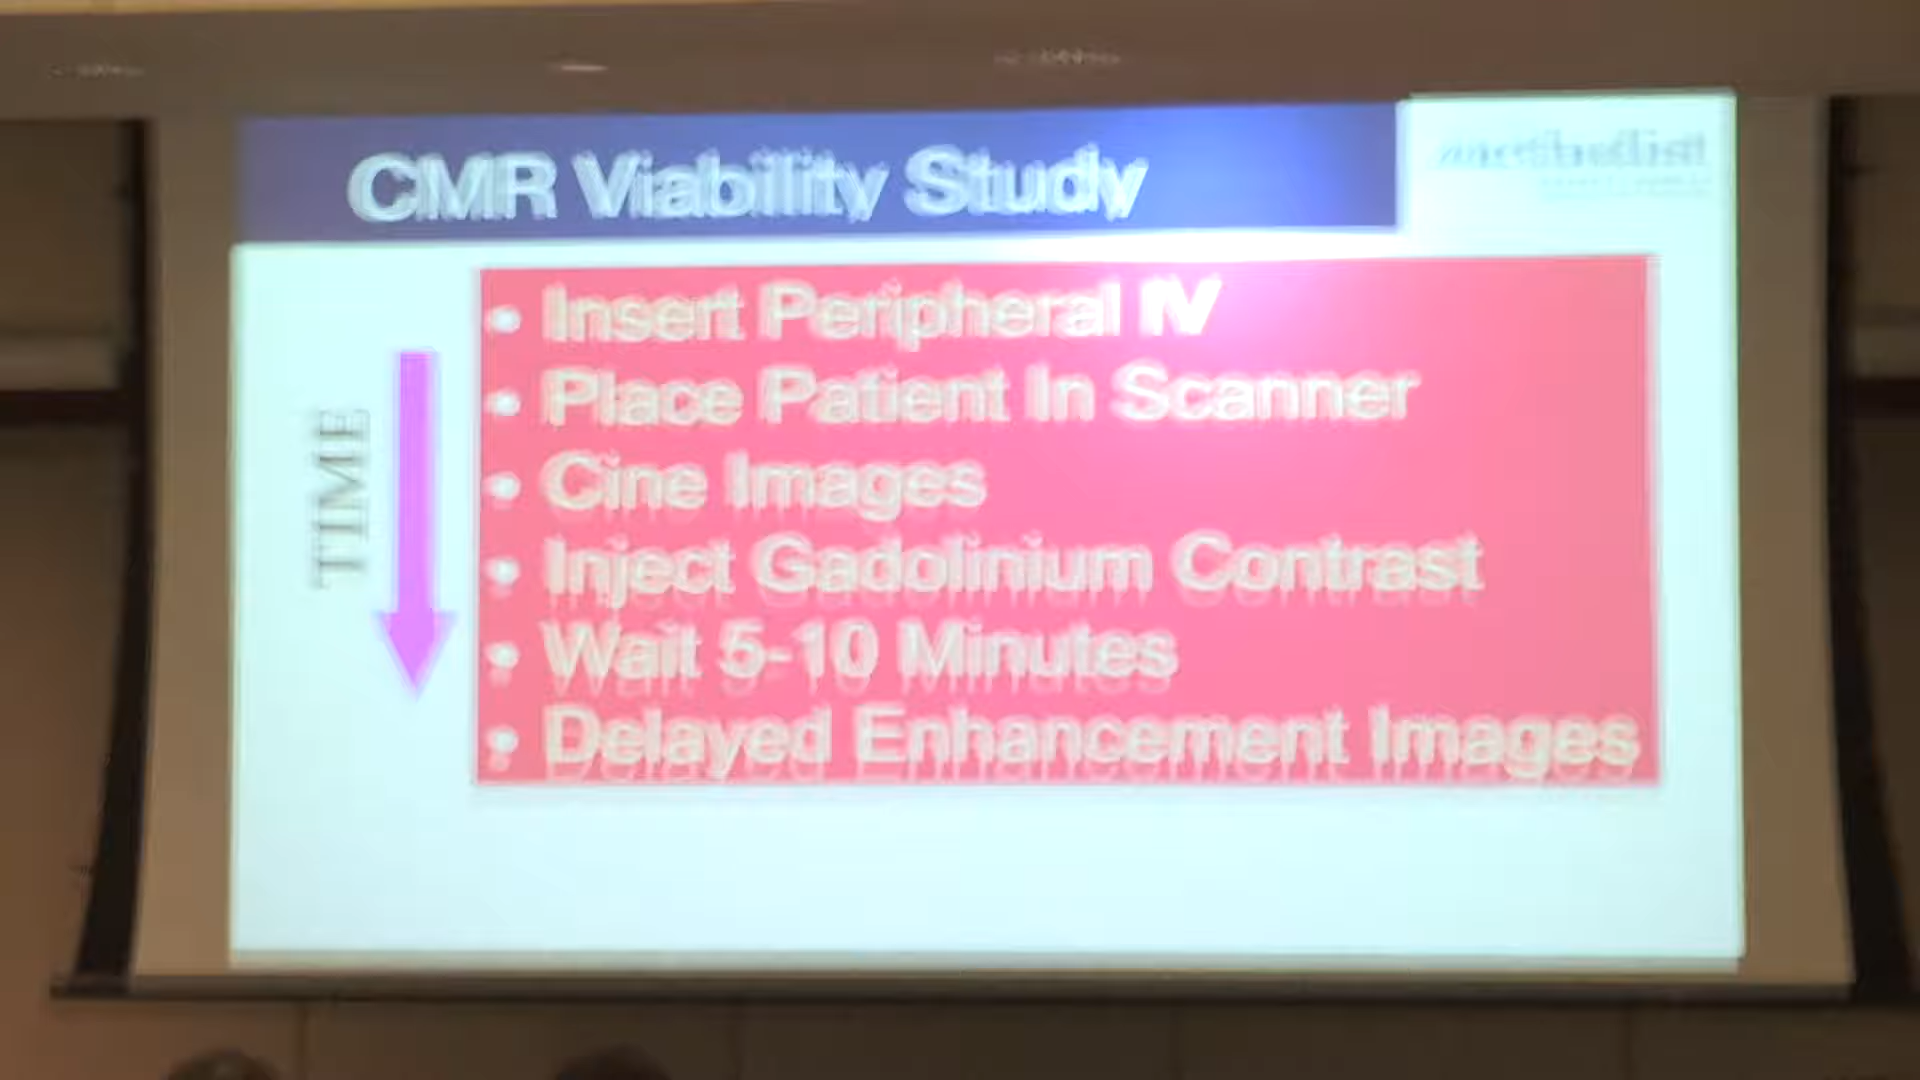 CMR Viability Study
methodist
TIME
• Insert Peripheral IV
• Place Patient In Scanner
• Cine Images
• Inject Gadolinium Contrast
• Wait 5-10 Minutes
• Delayed Enhancement Images